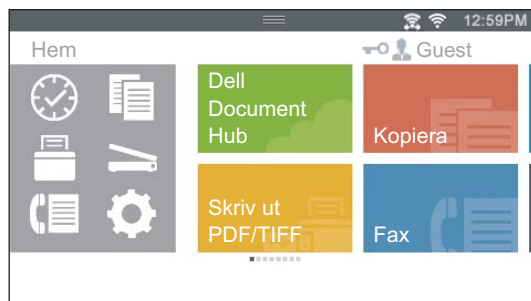 12:59PM
Hem
Guest
Dell
Document
Hub
Kopiera
Skriv ut
PDF/TIFF
Fax